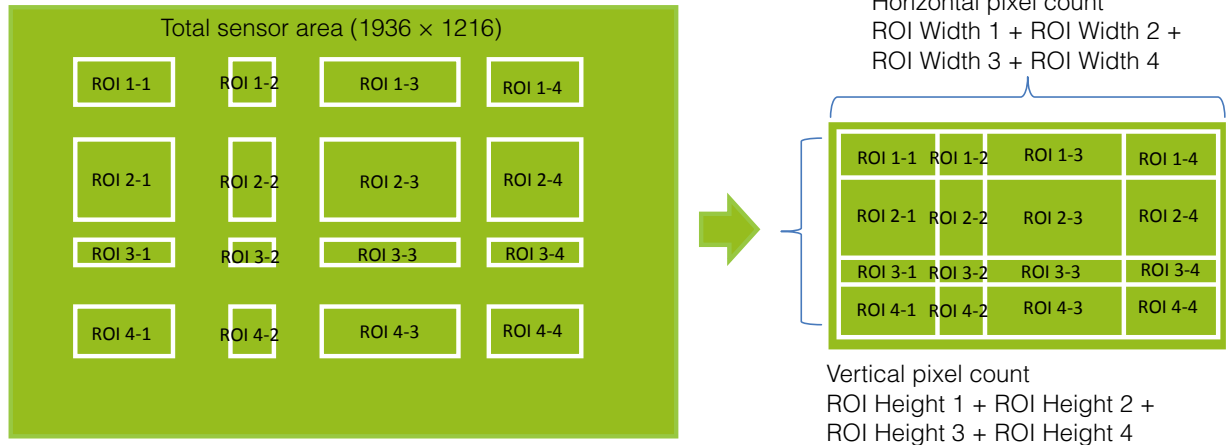 Total sensor area (1936 × 1216)
ROI 1-1 ROI 1-2 ROI 1-3 ROI 1-4
ROI 2-1 ROI 2-2 ROI 2-3 ROI 2-4
ROI 3-1 ROI 3-2 ROI 3-3 ROI 3-4
ROI 4-1 ROI 4-2 ROI 4-3 ROI 4-4
Horizontal pixel count
ROI Width 1 + ROI Width 2 +
ROI Width 3 + ROI Width 4
ROI 1-1 ROI 1-2 ROI 1-3 ROI 1-4
ROI 2-1 ROI 2-2 ROI 2-3 ROI 2-4
ROI 3-1 ROI 3-2 ROI 3-3 ROI 3-4
ROI 4-1 ROI 4-2 ROI 4-3 ROI 4-4
Vertical pixel count
ROI Height 1 + ROI Height 2 +
ROI Height 3 + ROI Height 4